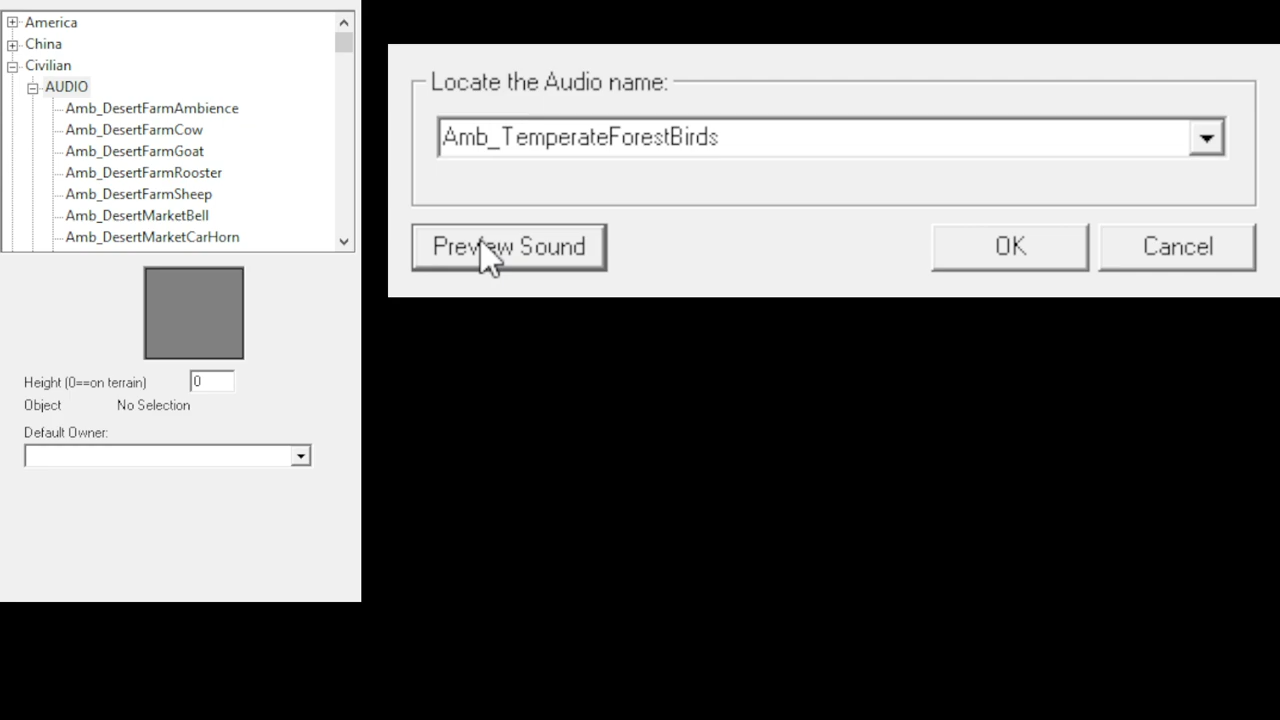 America
China
Civilian
AUDIO
Amb_DesertFarmAmbience
Amb_DesertFarmCow
Amb_DesertFarmGoat
Amb_DesertFarmRooster
Amb_DesertFarmSheep
Amb_DesertMarketBell
Amb_DesertMarketCarHorn
Height (0==on terrain) 0
Object No Selection
Default Owner:
Locate the Audio name:
Amb_TemperateForestBirds
Preview Sound OK Cancel